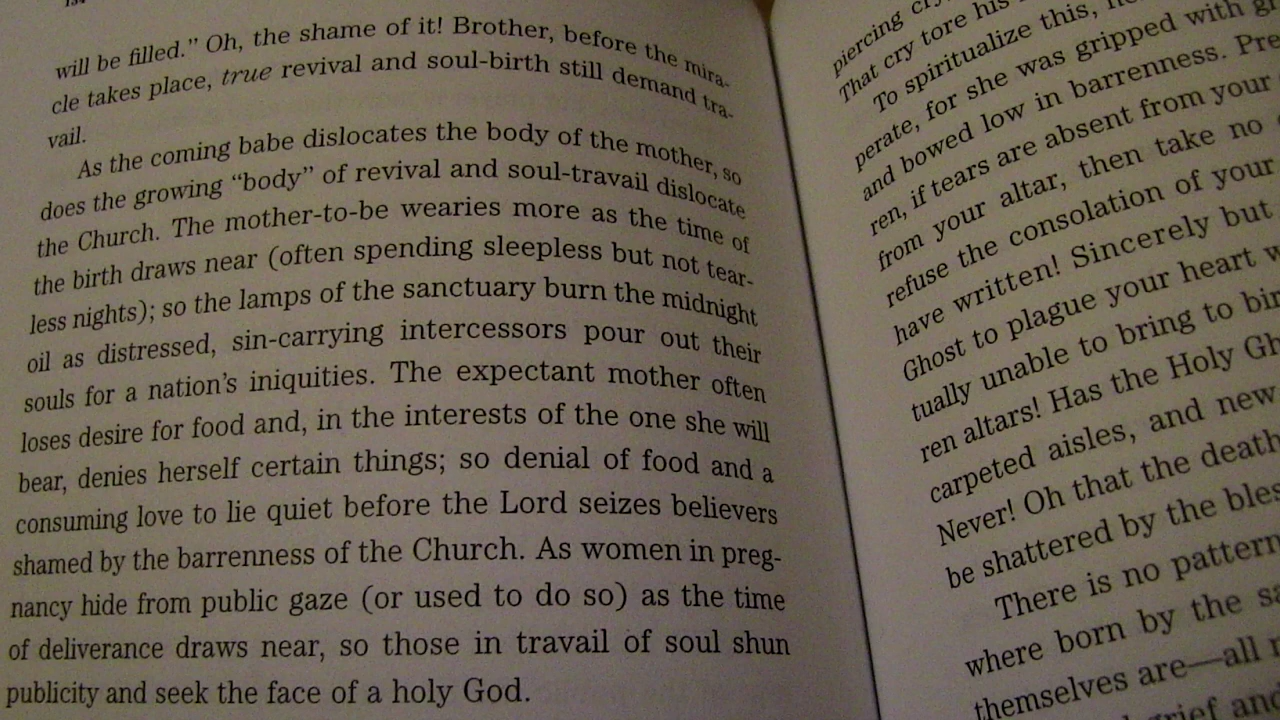 will be filled." Oh, the shame of it! Brother, before the mira-
cle takes place, true revival and soul-birth still demand tra-
vail.
As the coming babe dislocates the body of the mother, so
does the growing "body" of revival and soul-travail dislocate
the Church. The mother-to-be wearies more as the time of
the birth draws near (often spending sleepless but not tear-
less nights); so the lamps of the sanctuary burn the midnight
oil as distressed, sin-carrying intercessors pour out their
souls for a nation's iniquities. The expectant mother often
loses desire for food and, in the interests of the one she will
bear, denies herself certain things; so denial of food and a
consuming love to lie quiet before the Lord seizes believers
shamed by the barrenness of the Church. As women in preg-
nancy hide from public gaze (or used to do so) as the time
of deliverance draws near, so those in travail of soul shun
publicity and seek the face of a holy God.
piercing
That cry tore his
To spiritualize this,
perate, for she was gripped with
and bowed low in barrenness.
ren, if tears are absent from your
from your altar, then take no
refuse the consolation of your
have written! Sincerely but
Ghost to plague your heart
tually unable to bring to
ren altars! Has the Holy
carpeted aisles, and new
Never! Oh that the death
be shattered by the
There is no pattern
where born by the
themselves are—all
grief and